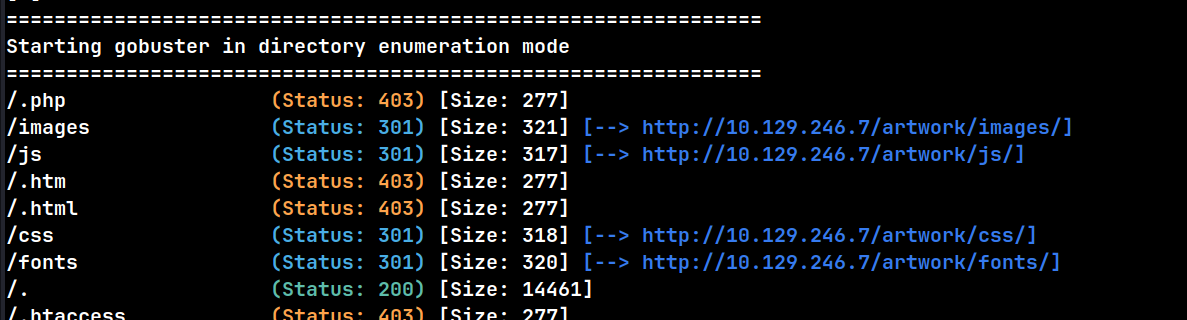 ===============================================================
Starting gobuster in directory enumeration mode
===============================================================
/.php                 (Status: 403) [Size: 277]
/images               (Status: 301) [Size: 321] [--> http://10.129.246.7/artwork/images/]
/js                   (Status: 301) [Size: 317] [--> http://10.129.246.7/artwork/js/]
/.htm                 (Status: 403) [Size: 277]
/.html                (Status: 403) [Size: 277]
/css                  (Status: 301) [Size: 318] [--> http://10.129.246.7/artwork/css/]
/fonts                (Status: 301) [Size: 320] [--> http://10.129.246.7/artwork/fonts/]
/.                    (Status: 200) [Size: 14461]
/.htaccess            (Status: 403) [Size: 277]